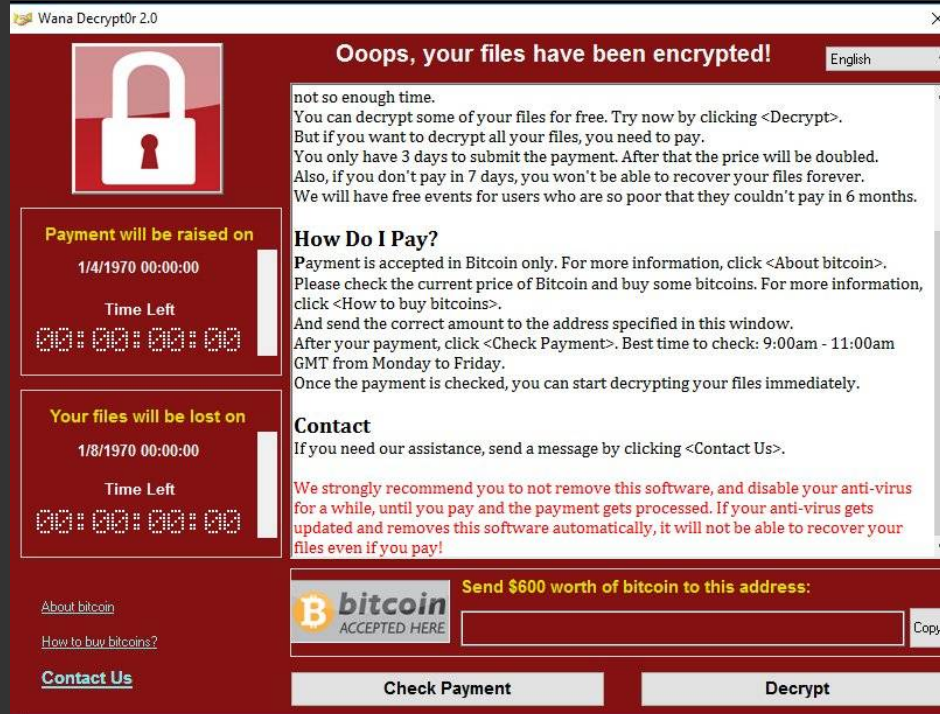 Wana Decrypt0r 2.0
Ooops, your files have been encrypted!
English
not so enough time.
You can decrypt some of your files for free. Try now by clicking <Decrypt>.
But if you want to decrypt all your files, you need to pay.
You only have 3 days to submit the payment. After that the price will be doubled.
Also, if you don't pay in 7 days, you won't be able to recover your files forever.
We will have free events for users who are so poor that they couldn't pay in 6 months.
How Do I Pay?
Payment is accepted in Bitcoin only. For more information, click <About bitcoin>.
Please check the current price of Bitcoin and buy some bitcoins. For more information,
click <How to buy bitcoins>.
And send the correct amount to the address specified in this window.
After your payment, click <Check Payment>. Best time to check: 9:00am - 11:00am
GMT from Monday to Friday.
Once the payment is checked, you can start decrypting your files immediately.
Contact
If you need our assistance, send a message by clicking <Contact Us>.
We strongly recommend you to not remove this software, and disable your anti-virus
for a while, until you pay and the payment gets processed. If your anti-virus gets
updated and removes this software automatically, it will not be able to recover your
files even if you pay!
Payment will be raised on
1/4/1970 00:00:00
Time Left
00:00:00:00
Your files will be lost on
1/8/1970 00:00:00
Time Left
00:00:00:00
About bitcoin
How to buy bitcoins?
Contact Us
bitcoin
ACCEPTED HERE
Send $600 worth of bitcoin to this address:
Copy
Check Payment
Decrypt